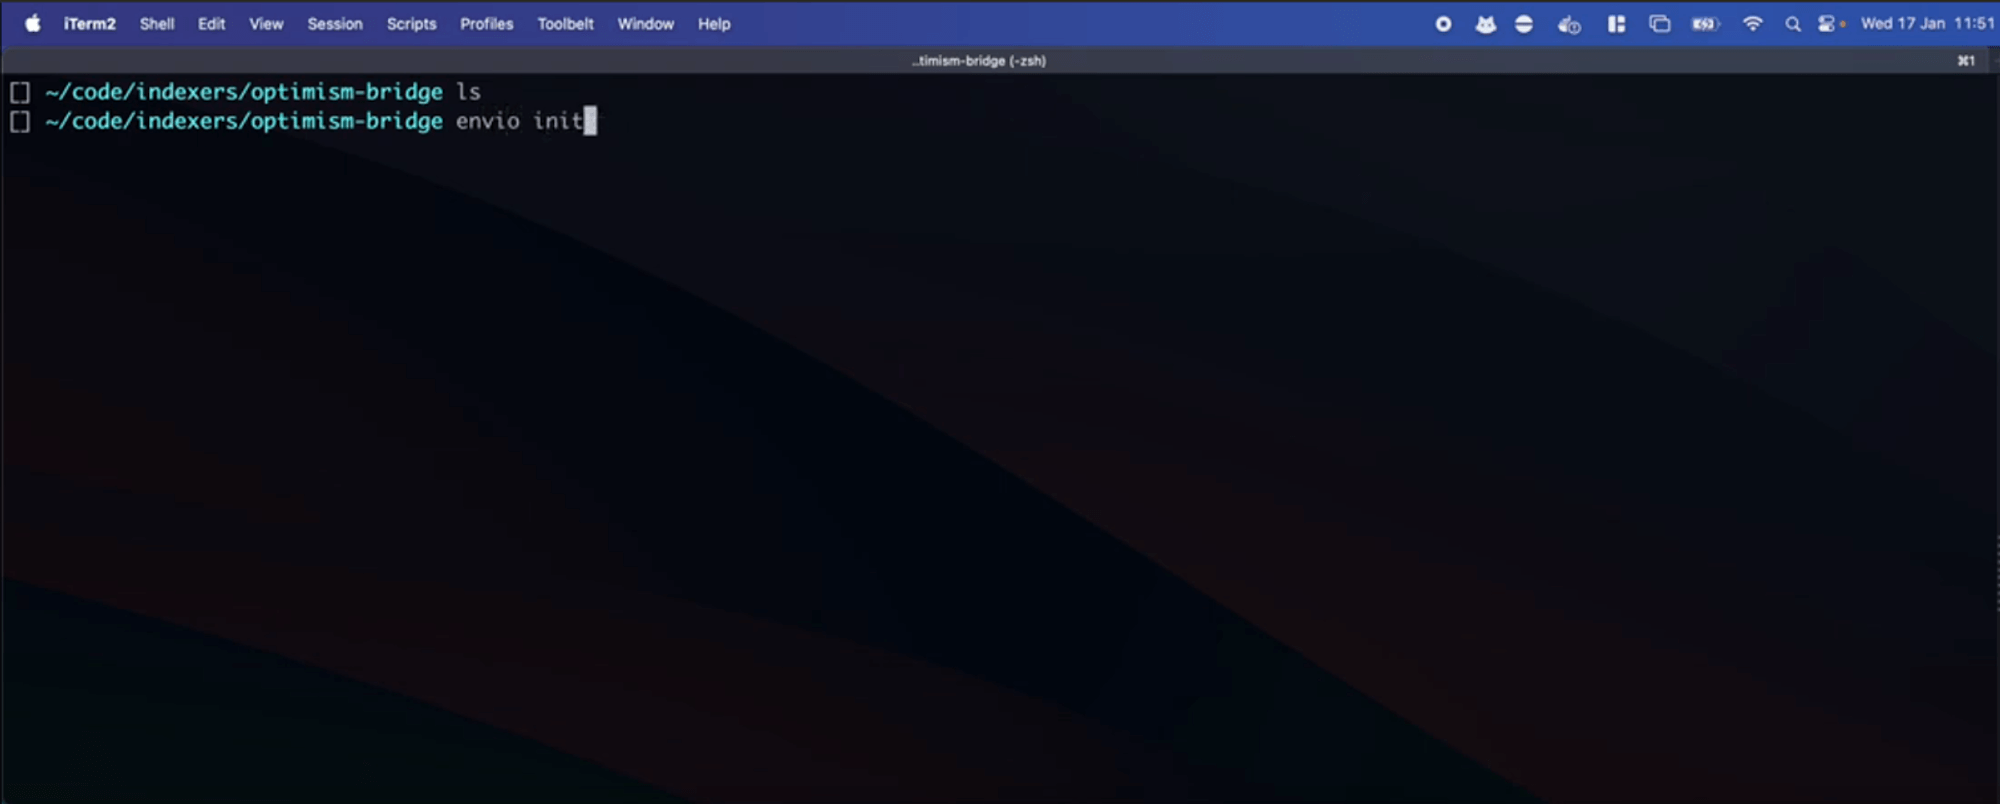 iTerm2 Shell Edit View Session Scripts Profiles Toolbelt Window Help Wed 17 Jan 11:51
..timism-bridge (-zsh) ⌘1
[] ~/code/indexers/optimism-bridge ls
[] ~/code/indexers/optimism-bridge envio init